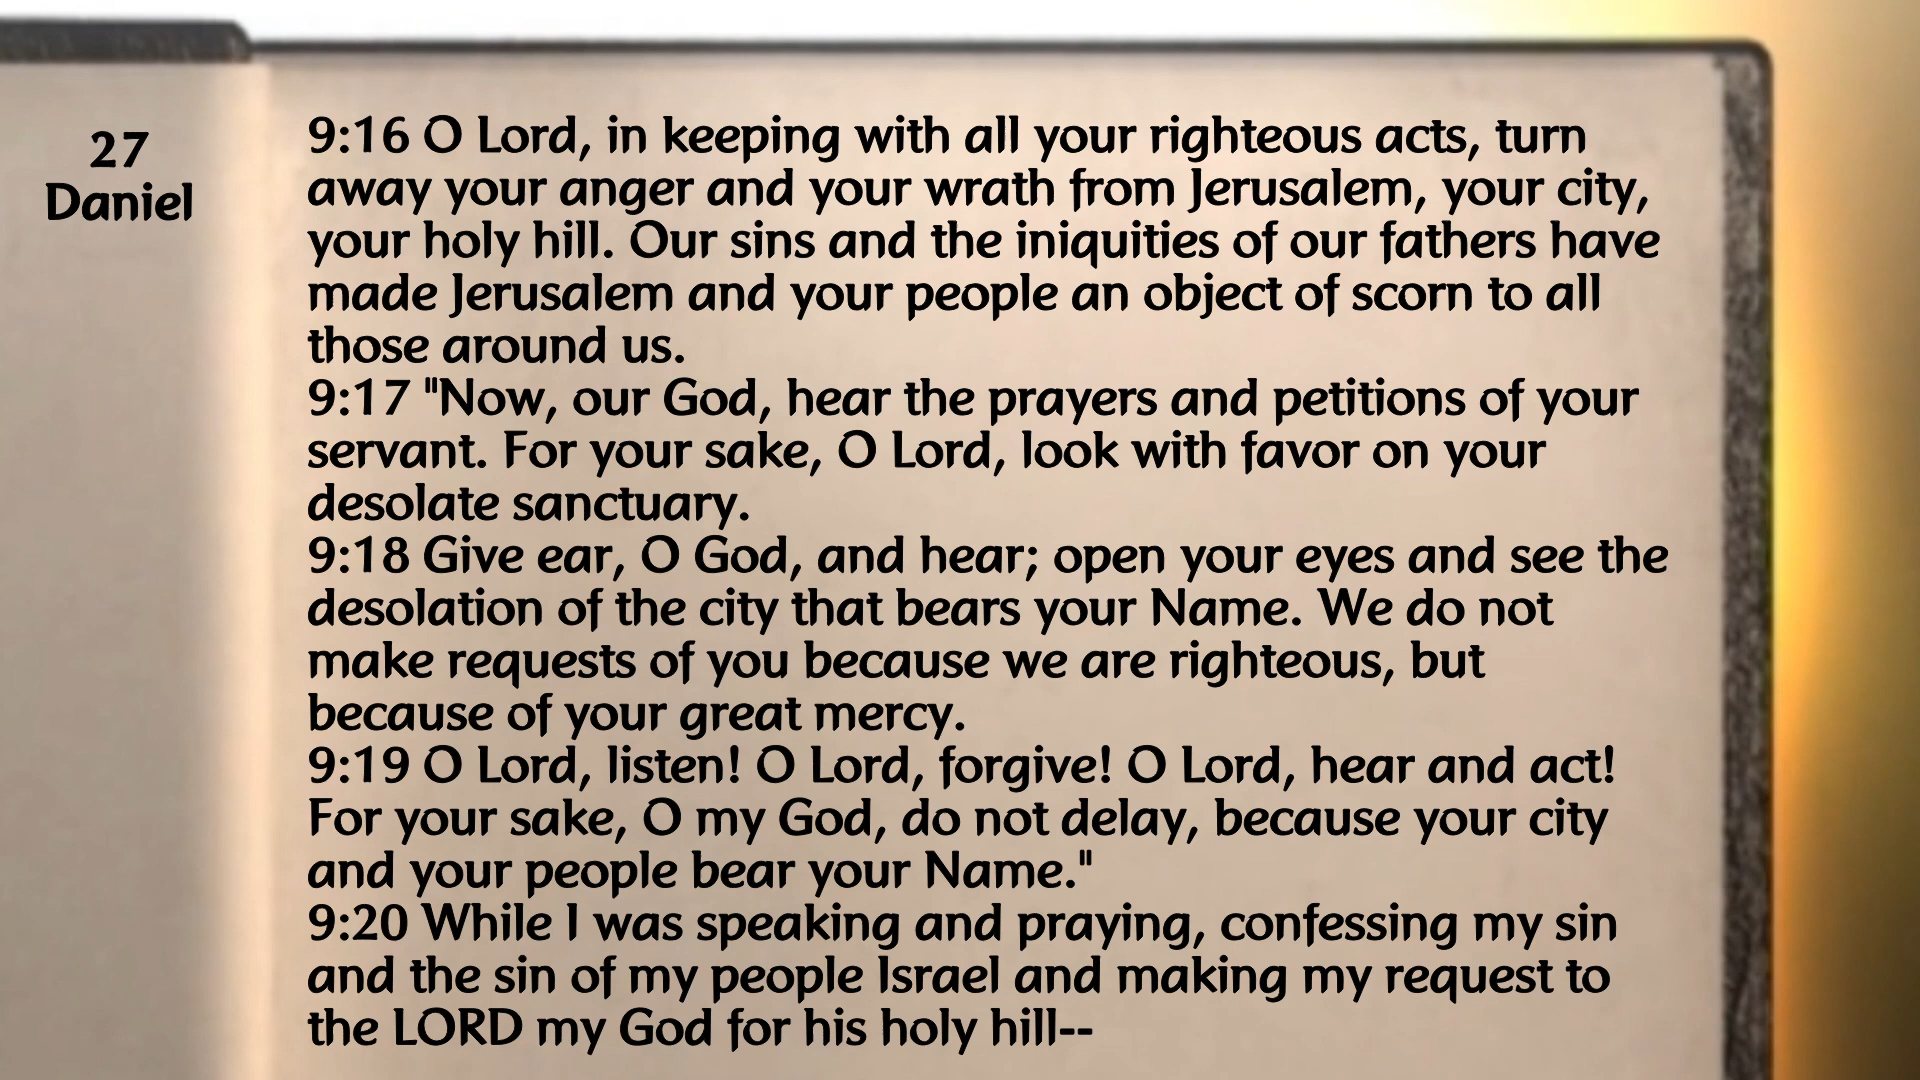 27
Daniel
9:16 O Lord, in keeping with all your righteous acts, turn
away your anger and your wrath from Jerusalem, your city,
your holy hill. Our sins and the iniquities of our fathers have
made Jerusalem and your people an object of scorn to all
those around us.
9:17 "Now, our God, hear the prayers and petitions of your
servant. For your sake, O Lord, look with favor on your
desolate sanctuary.
9:18 Give ear, O God, and hear; open your eyes and see the
desolation of the city that bears your Name. We do not
make requests of you because we are righteous, but
because of your great mercy.
9:19 O Lord, listen! O Lord, forgive! O Lord, hear and act!
For your sake, O my God, do not delay, because your city
and your people bear your Name."
9:20 While I was speaking and praying, confessing my sin
and the sin of my people Israel and making my request to
the LORD my God for his holy hill--